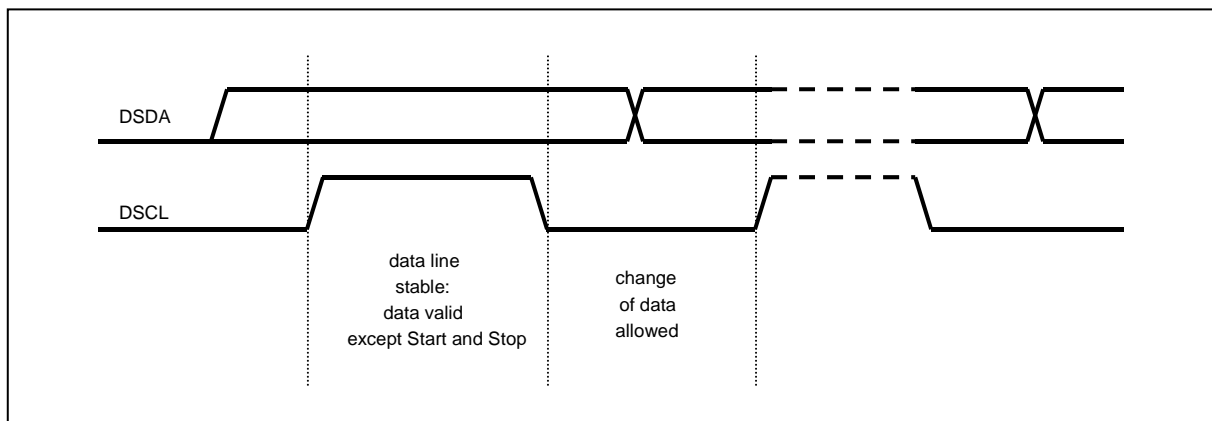 DSDA
DSCL
data line
stable:
data valid
except Start and Stop
change
of data
allowed